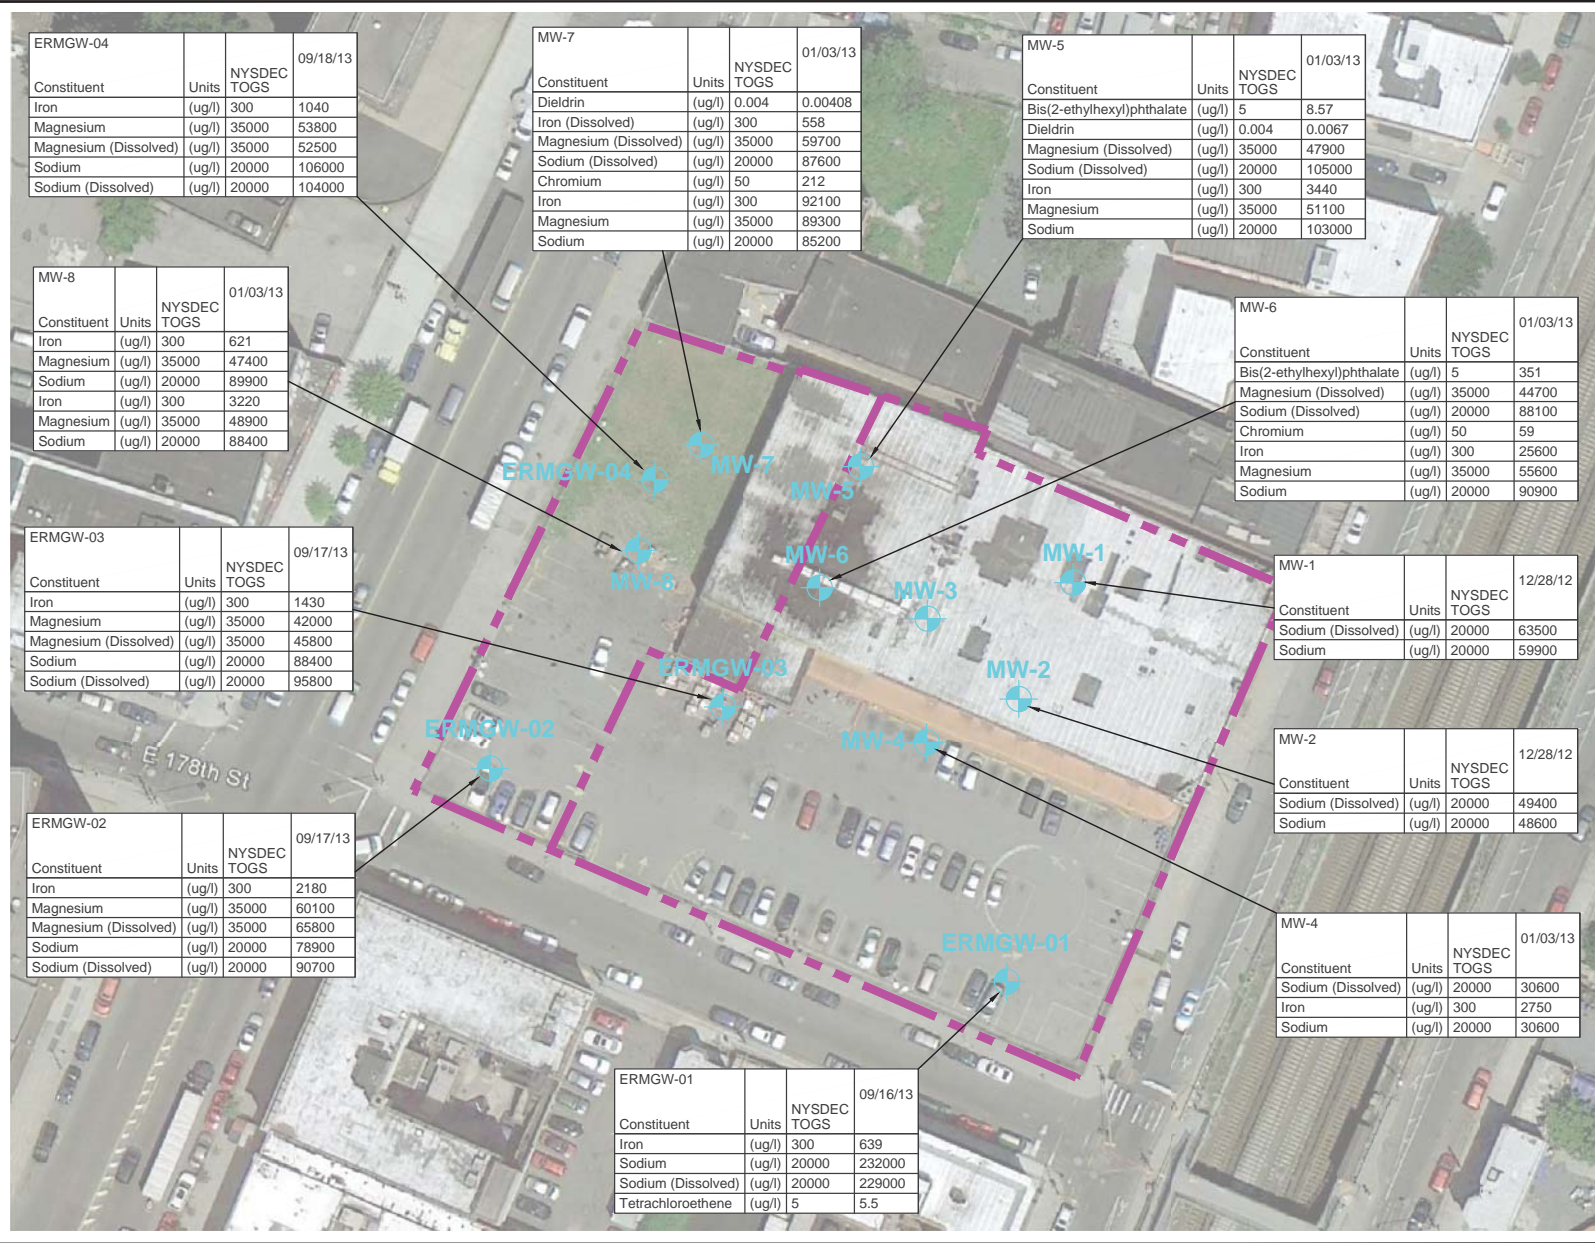 ERMGW-04
09/18/13
Constituent Units NYSDEC TOGS
Iron (ug/l) 300 1040
Magnesium (ug/l) 35000 53800
Magnesium (Dissolved) (ug/l) 35000 52500
Sodium (ug/l) 20000 106000
Sodium (Dissolved) (ug/l) 20000 104000
MW-7
01/03/13
Constituent Units NYSDEC TOGS
Dieldrin (ug/l) 0.004 0.00408
Iron (Dissolved) (ug/l) 300 558
Magnesium (Dissolved) (ug/l) 35000 59700
Sodium (Dissolved) (ug/l) 20000 87600
Chromium (ug/l) 50 212
Iron (ug/l) 300 92100
Magnesium (ug/l) 35000 89300
Sodium (ug/l) 20000 85200
MW-5
01/03/13
Constituent Units NYSDEC TOGS
Bis(2-ethylhexyl)phthalate (ug/l) 5 8.57
Dieldrin (ug/l) 0.004 0.0067
Magnesium (Dissolved) (ug/l) 35000 47900
Sodium (Dissolved) (ug/l) 20000 105000
Iron (ug/l) 300 3440
Magnesium (ug/l) 35000 51100
Sodium (ug/l) 20000 103000
MW-8
01/03/13
Constituent Units NYSDEC TOGS
Iron (ug/l) 300 621
Magnesium (ug/l) 35000 47400
Sodium (ug/l) 20000 89900
Iron (ug/l) 300 3220
Magnesium (ug/l) 35000 48900
Sodium (ug/l) 20000 88400
MW-6
01/03/13
Constituent Units NYSDEC TOGS
Bis(2-ethylhexyl)phthalate (ug/l) 5 351
Magnesium (Dissolved) (ug/l) 35000 44700
Sodium (Dissolved) (ug/l) 20000 88100
Chromium (ug/l) 50 59
Iron (ug/l) 300 25600
Magnesium (ug/l) 35000 55600
Sodium (ug/l) 20000 90900
ERMGW-04
MW-7
MW-5
MW-8
MW-6
MW-1
MW-3
ERMGW-03
MW-2
ERMGW-02
MW-4
ERMGW-01
E 178th St
ERMGW-03
09/17/13
Constituent Units NYSDEC TOGS
Iron (ug/l) 300 1430
Magnesium (ug/l) 35000 42000
Magnesium (Dissolved) (ug/l) 35000 45800
Sodium (ug/l) 20000 88400
Sodium (Dissolved) (ug/l) 20000 95800
MW-1
12/28/12
Constituent Units NYSDEC TOGS
Sodium (Dissolved) (ug/l) 20000 63500
Sodium (ug/l) 20000 59900
MW-2
12/28/12
Constituent Units NYSDEC TOGS
Sodium (Dissolved) (ug/l) 20000 49400
Sodium (ug/l) 20000 48600
ERMGW-02
09/17/13
Constituent Units NYSDEC TOGS
Iron (ug/l) 300 2180
Magnesium (ug/l) 35000 60100
Magnesium (Dissolved) (ug/l) 35000 65800
Sodium (ug/l) 20000 78900
Sodium (Dissolved) (ug/l) 20000 90700
MW-4
01/03/13
Constituent Units NYSDEC TOGS
Sodium (Dissolved) (ug/l) 20000 30600
Iron (ug/l) 300 2750
Sodium (ug/l) 20000 30600
ERMGW-01
09/16/13
Constituent Units NYSDEC TOGS
Iron (ug/l) 300 639
Sodium (ug/l) 20000 232000
Sodium (Dissolved) (ug/l) 20000 229000
Tetrachloroethene (ug/l) 5 5.5